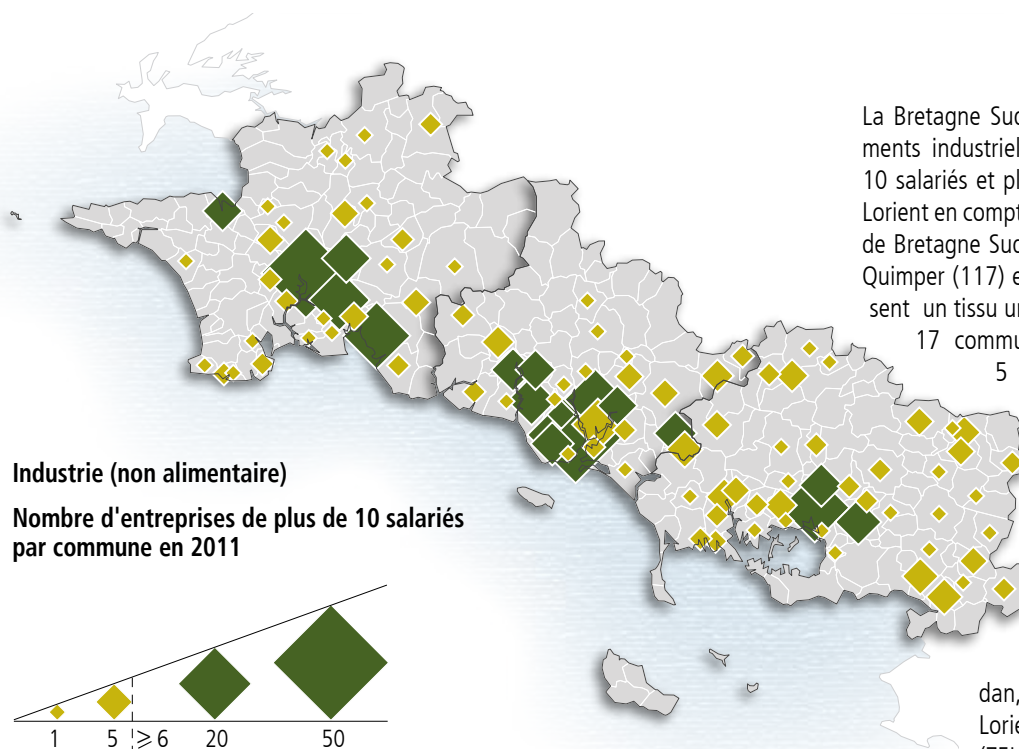 La Bretagne Sud
ments industriel
10 salariés et pl
Lorient en compt
de Bretagne Sud
Quimper (117) e
sent un tissu ur
17 commu
5
Industrie (non alimentaire)
Nombre d'entreprises de plus de 10 salariés
par commune en 2011
1 5 ≥ 6 20 50
dan,
Lorie